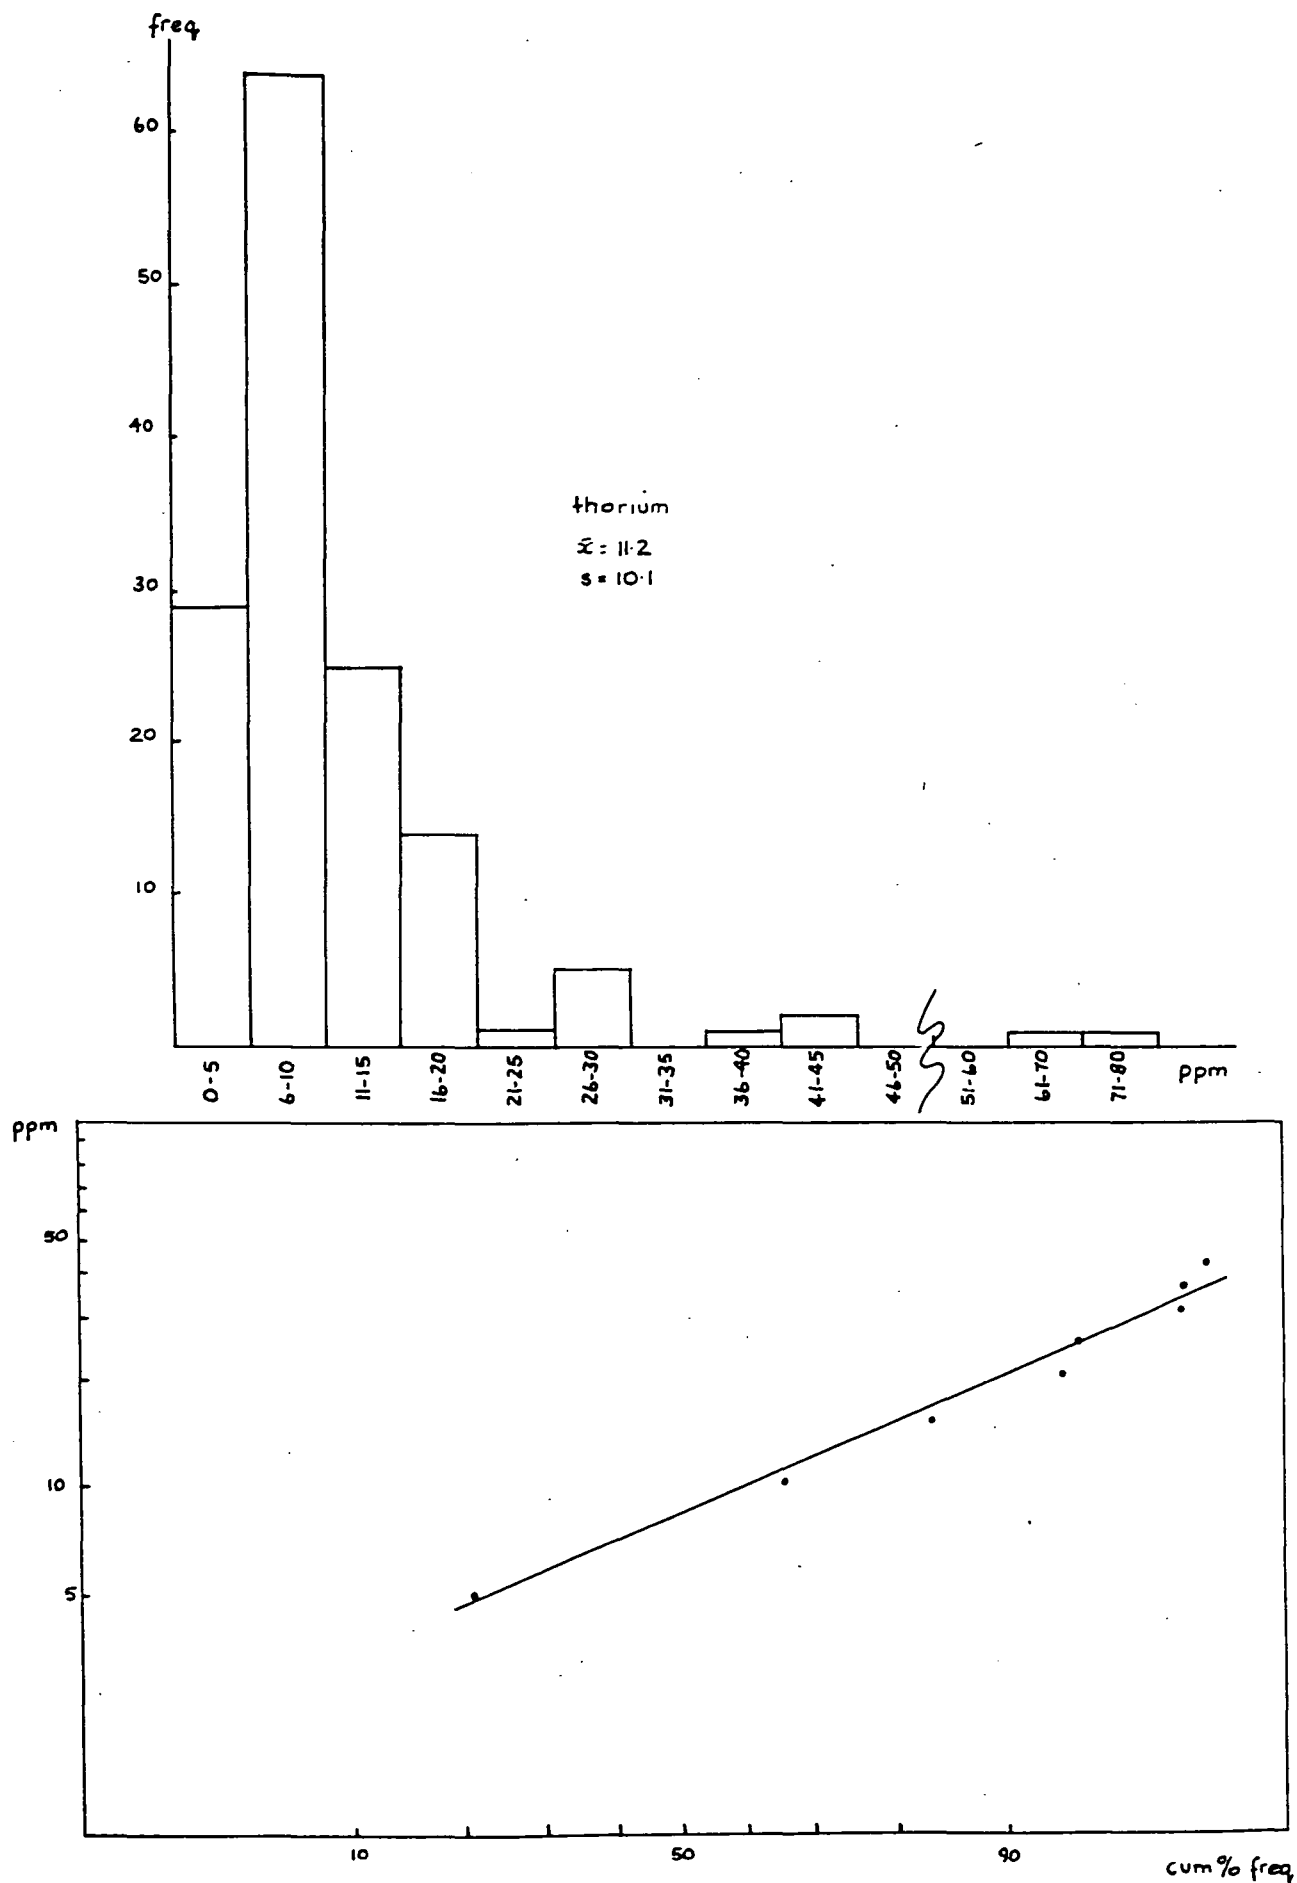 freq
60
50
40
30
20
10
thorium
x̄ = 11.2
s = 10.1
0-5 6-10 11-15 16-20 21-25 26-30 31-35 36-40 41-45 46-50 51-60 61-70 71-80 ppm
ppm
50
10
5
10 50 90
cum % freq